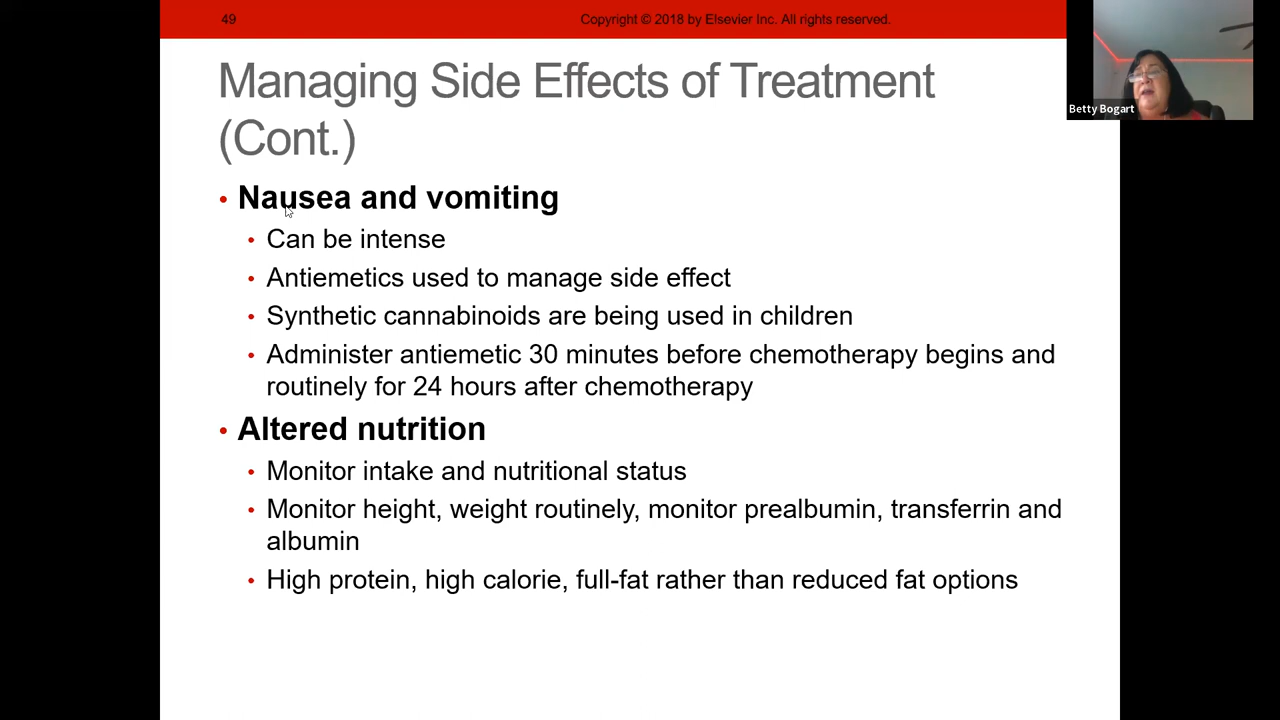 49
Copyright © 2018 by Elsevier Inc. All rights reserved.
Betty Bogart
Managing Side Effects of Treatment
(Cont.)
• Nausea and vomiting
• Can be intense
• Antiemetics used to manage side effect
• Synthetic cannabinoids are being used in children
• Administer antiemetic 30 minutes before chemotherapy begins and
routinely for 24 hours after chemotherapy
• Altered nutrition
• Monitor intake and nutritional status
• Monitor height, weight routinely, monitor prealbumin, transferrin and
albumin
• High protein, high calorie, full-fat rather than reduced fat options